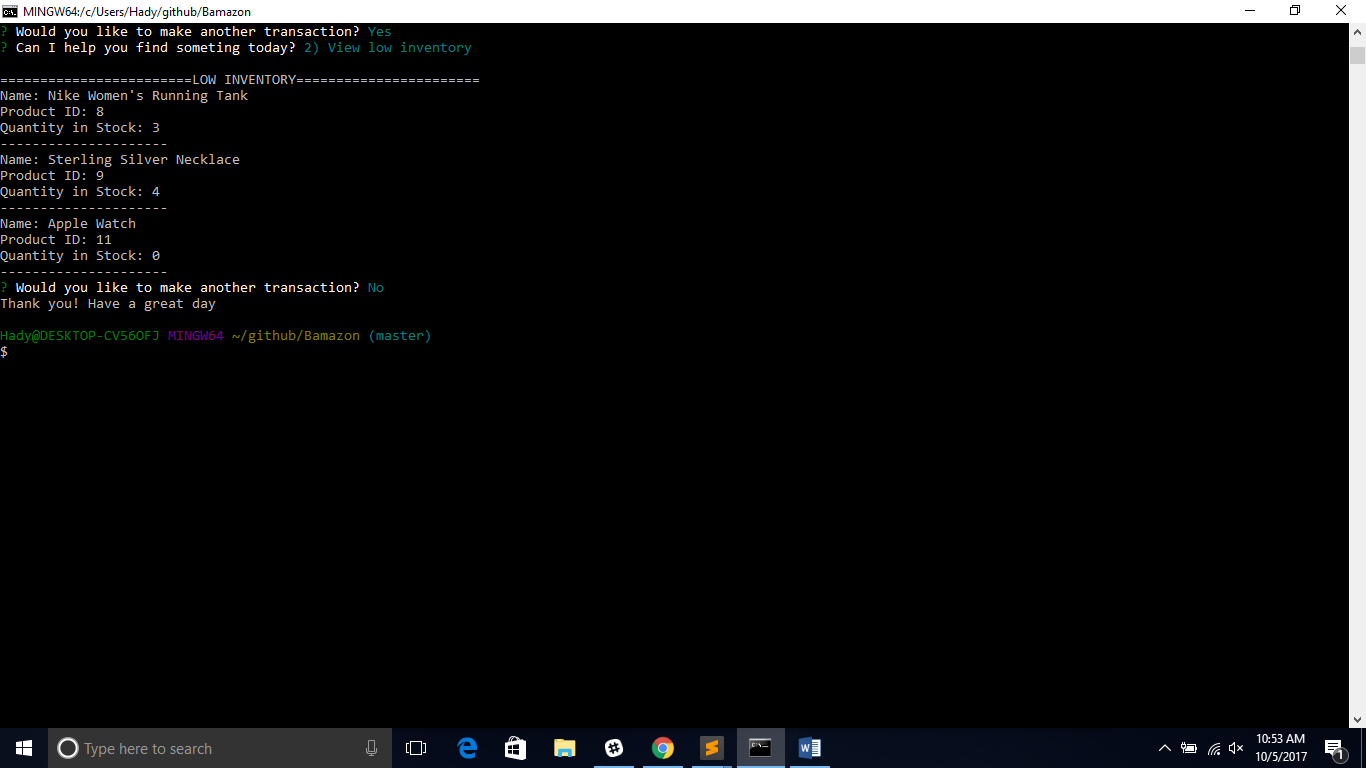 MINGW64:/c/Users/Hady/github/Bamazon
? Would you like to make another transaction? Yes
? Can I help you find someting today? 2) View low inventory
========================LOW INVENTORY=======================
Name: Nike Women's Running Tank
Product ID: 8
Quantity in Stock: 3
---------------------
Name: Sterling Silver Necklace
Product ID: 9
Quantity in Stock: 4
---------------------
Name: Apple Watch
Product ID: 11
Quantity in Stock: 0
---------------------
? Would you like to make another transaction? No
Thank you! Have a great day
Hady@DESKTOP-CV56OFJ MINGW64 ~/github/Bamazon (master)
$
Type here to search
10:53 AM
10/5/2017
1